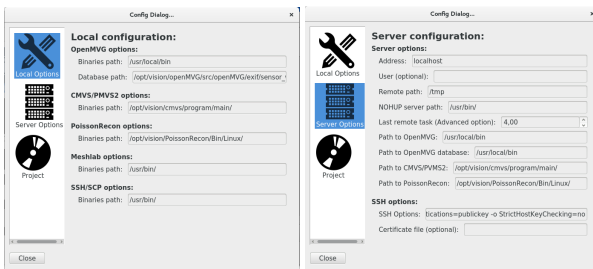 Config Dialog...
×
Local Options
Server Options
Project
Local configuration:
OpenMVG options:
Binaries path: /usr/local/bin
Database path: /opt/vision/openMVG/src/openMVG/exif/sensor_
CMVS/PMVS2 options:
Binaries path: /opt/vision/cmvs/program/main/
PoissonRecon options:
Binaries path: /opt/vision/PoissonRecon/Bin/Linux/
Meshlab options:
Binaries path: /usr/bin/
SSH/SCP options:
Binaries path: /usr/bin/
Close
Config Dialog...
×
Local Options
Server Options
Project
Server configuration:
Server options:
Address: localhost
User (optional):
Remote path: /tmp
NOHUP server path: /usr/bin/
Last remote task (Advanced option): 4,00
Path to OpenMVG: /usr/local/bin
Path to OpenMVG database: /usr/local/bin
Path to CMVS/PVMS2: /opt/vision/cmvs/program/main/
Path to PoissonRecon: /opt/vision/PoissonRecon/Bin/Linux/
SSH options:
SSH Options: tications=publickey -o StrictHostKeyChecking=no
Certificate file (optional):
Close